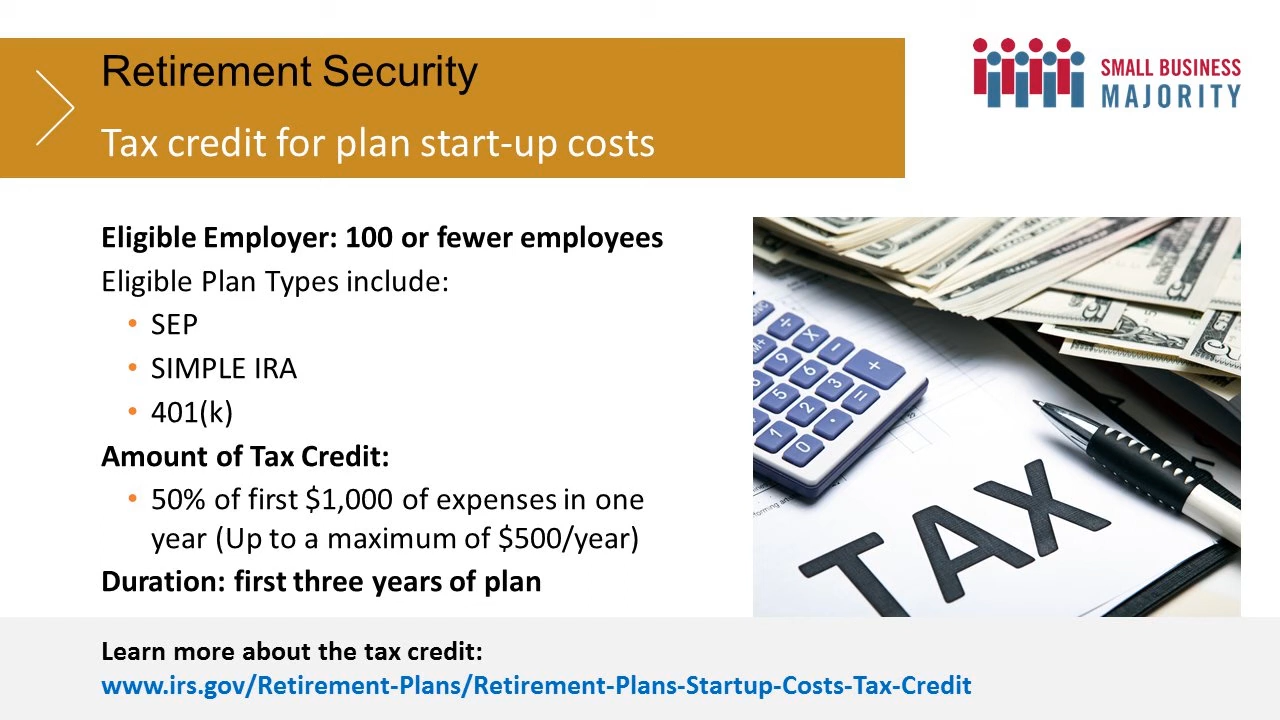 Retirement Security
Tax credit for plan start-up costs
SMALL BUSINESS
MAJORITY
Eligible Employer: 100 or fewer employees
Eligible Plan Types include:
• SEP
• SIMPLE IRA
• 401(k)
Amount of Tax Credit:
• 50% of first $1,000 of expenses in one
year (Up to a maximum of $500/year)
Duration: first three years of plan
TAX
Learn more about the tax credit:
www.irs.gov/Retirement-Plans/Retirement-Plans-Startup-Costs-Tax-Credit